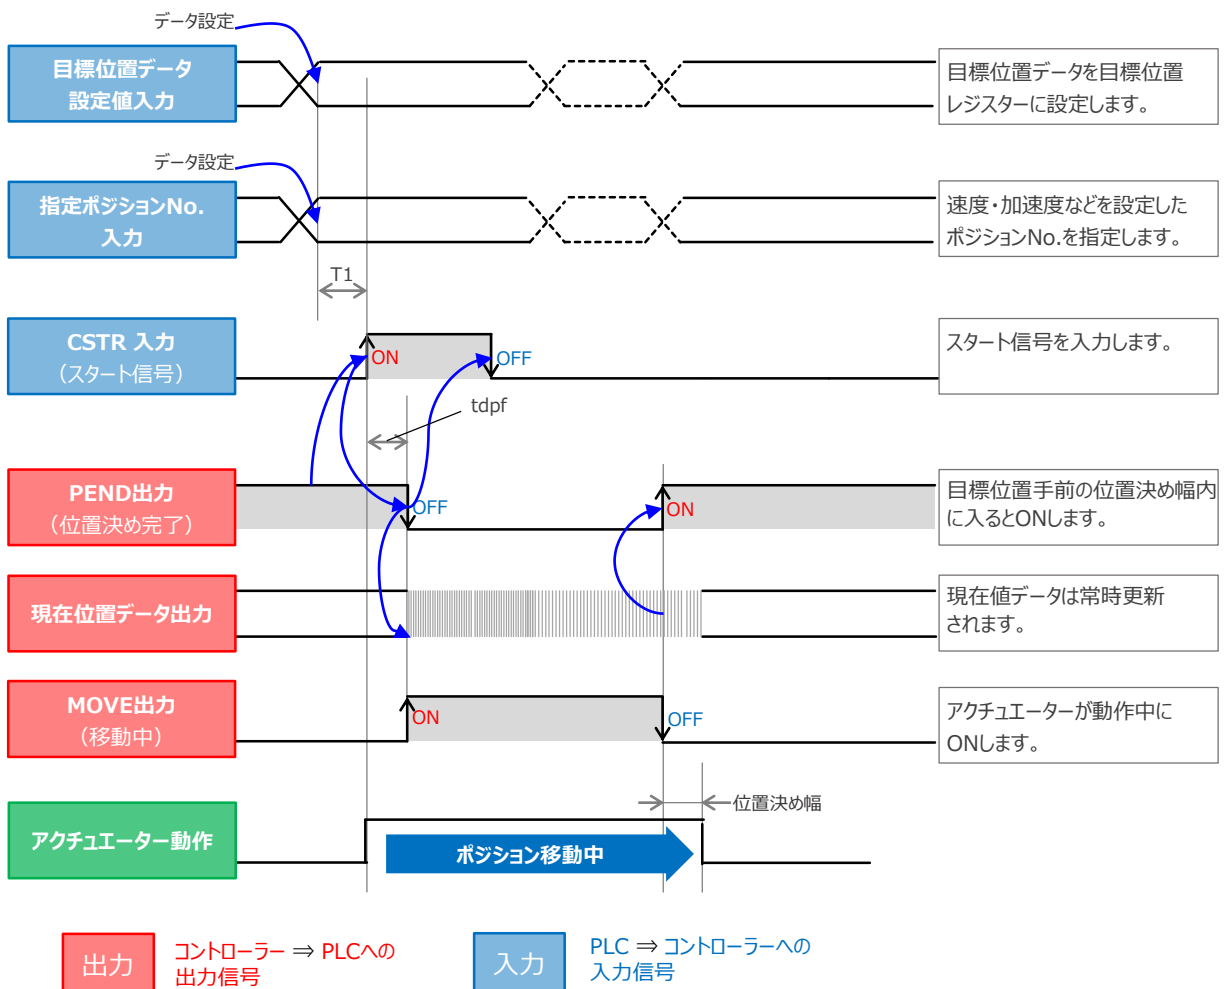 データ設定
目標位置データ
設定値入力
目標位置データを目標位置
レジスターに設定します。
データ設定
指定ポジションNo.
入力
速度・加速度などを設定した
ポジションNo.を指定します。
T1
CSTR 入力
（スタート信号）
ON
OFF
スタート信号を入力します。
tdpf
PEND出力
（位置決め完了）
OFF
ON
目標位置手前の位置決め幅内
に入るとONします。
現在位置データ出力
現在値データは常時更新
されます。
MOVE出力
（移動中）
ON
OFF
アクチュエーターが動作中に
ONします。
位置決め幅
アクチュエーター動作
ポジション移動中
出力
コントローラー ⇒ PLCへの
出力信号
入力
PLC ⇒ コントローラーへの
入力信号